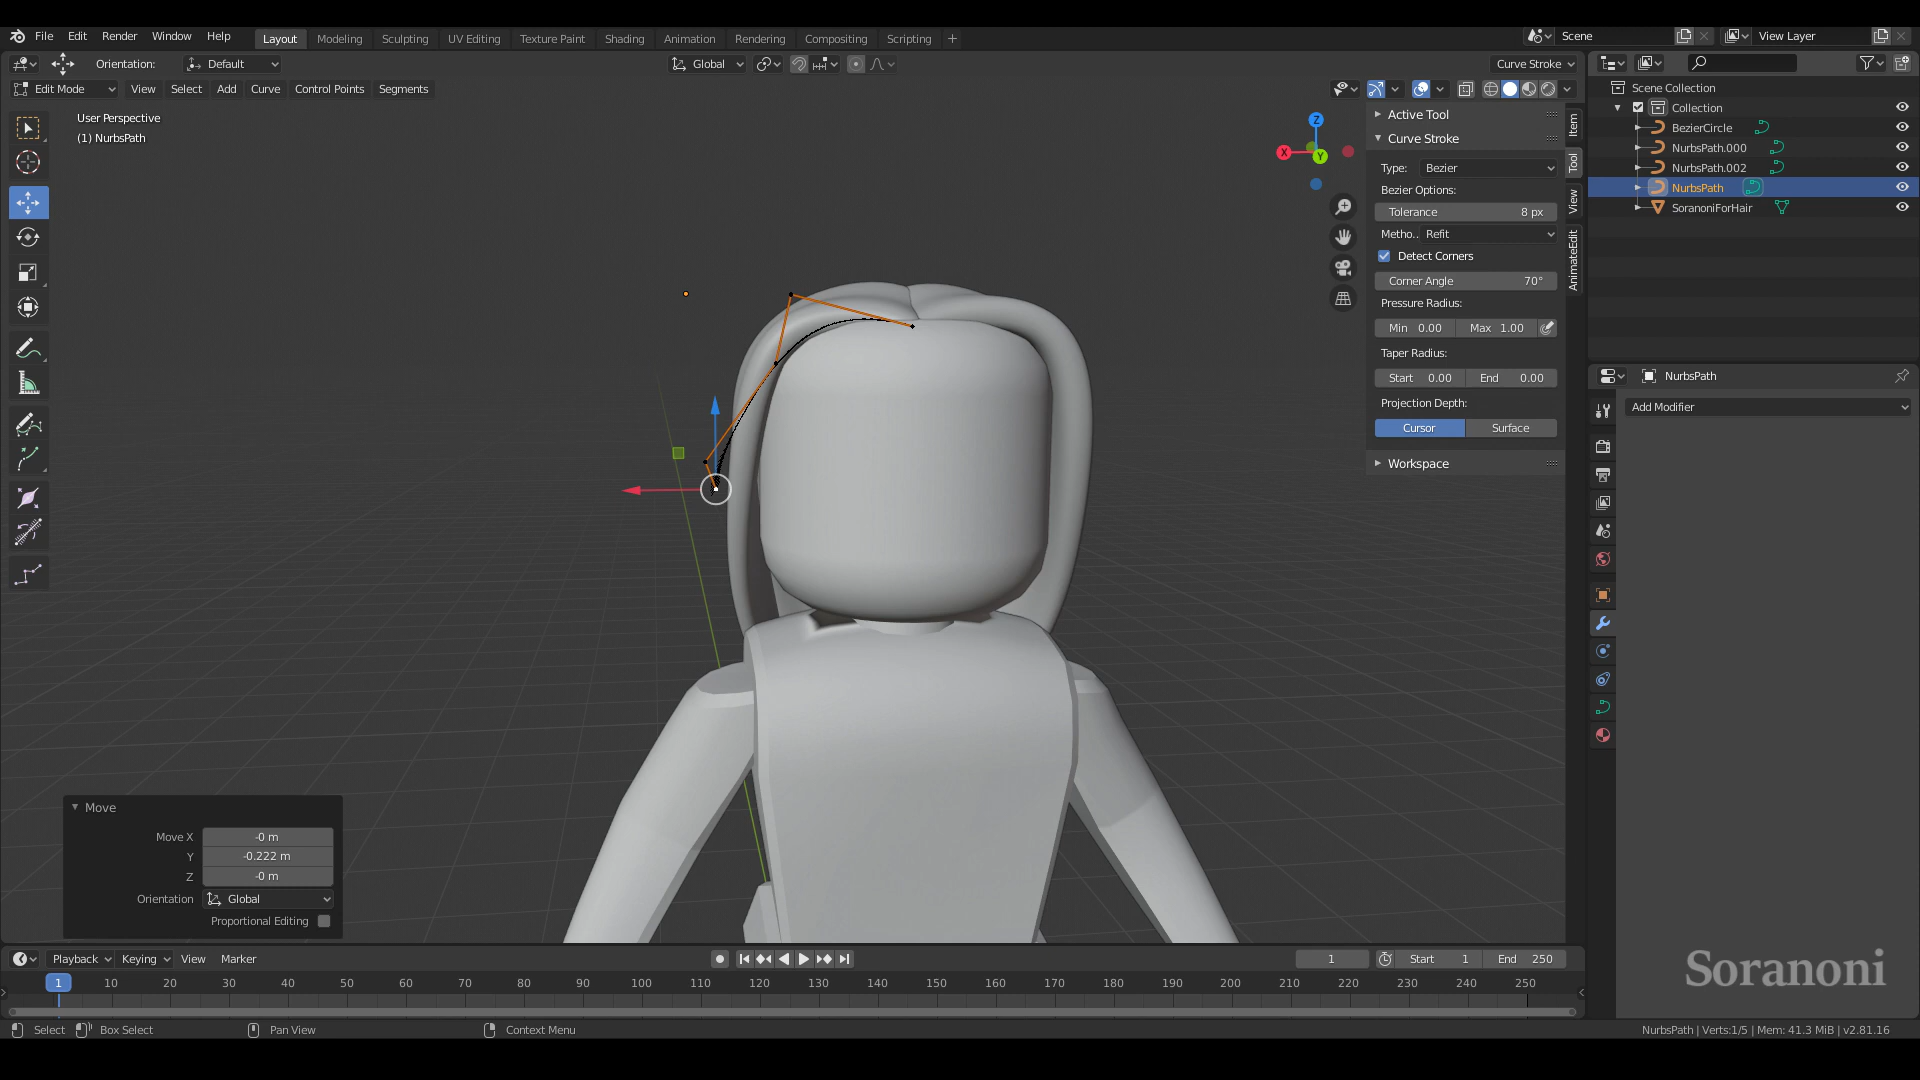 File Edit Render Window Help Layout Modeling Sculpting UV Editing Texture Paint Shading Animation Rendering Compositing Scripting + Scene View Layer
Orientation: Default Global Curve Stroke
Edit Mode View Select Add Curve Control Points Segments
User Perspective
(1) NurbsPath
Z
X
Y
Active Tool
Curve Stroke
Type: Bezier
Bezier Options:
Tolerance 8 px
Metho.. Refit
Detect Corners
Corner Angle 70°
Pressure Radius:
Min 0.00 Max 1.00
Taper Radius:
Start 0.00 End 0.00
Projection Depth:
Cursor Surface
Workspace
Item
Tool
View
AnimateEdit
Scene Collection
Collection
BezierCircle
NurbsPath.000
NurbsPath.002
NurbsPath
SoranoniForHair
NurbsPath
Add Modifier
Move
Move X -0 m
Y -0.222 m
Z -0 m
Orientation Global
Proportional Editing
Playback Keying View Marker 1 Start 1 End 250
1 10 20 30 40 50 60 70 80 90 100 110 120 130 140 150 160 170 180 190 200 210 220 230 240 250
Soranoni
Select Box Select Pan View Context Menu NurbsPath | Verts:1/5 | Mem: 41.3 MiB | v2.81.16